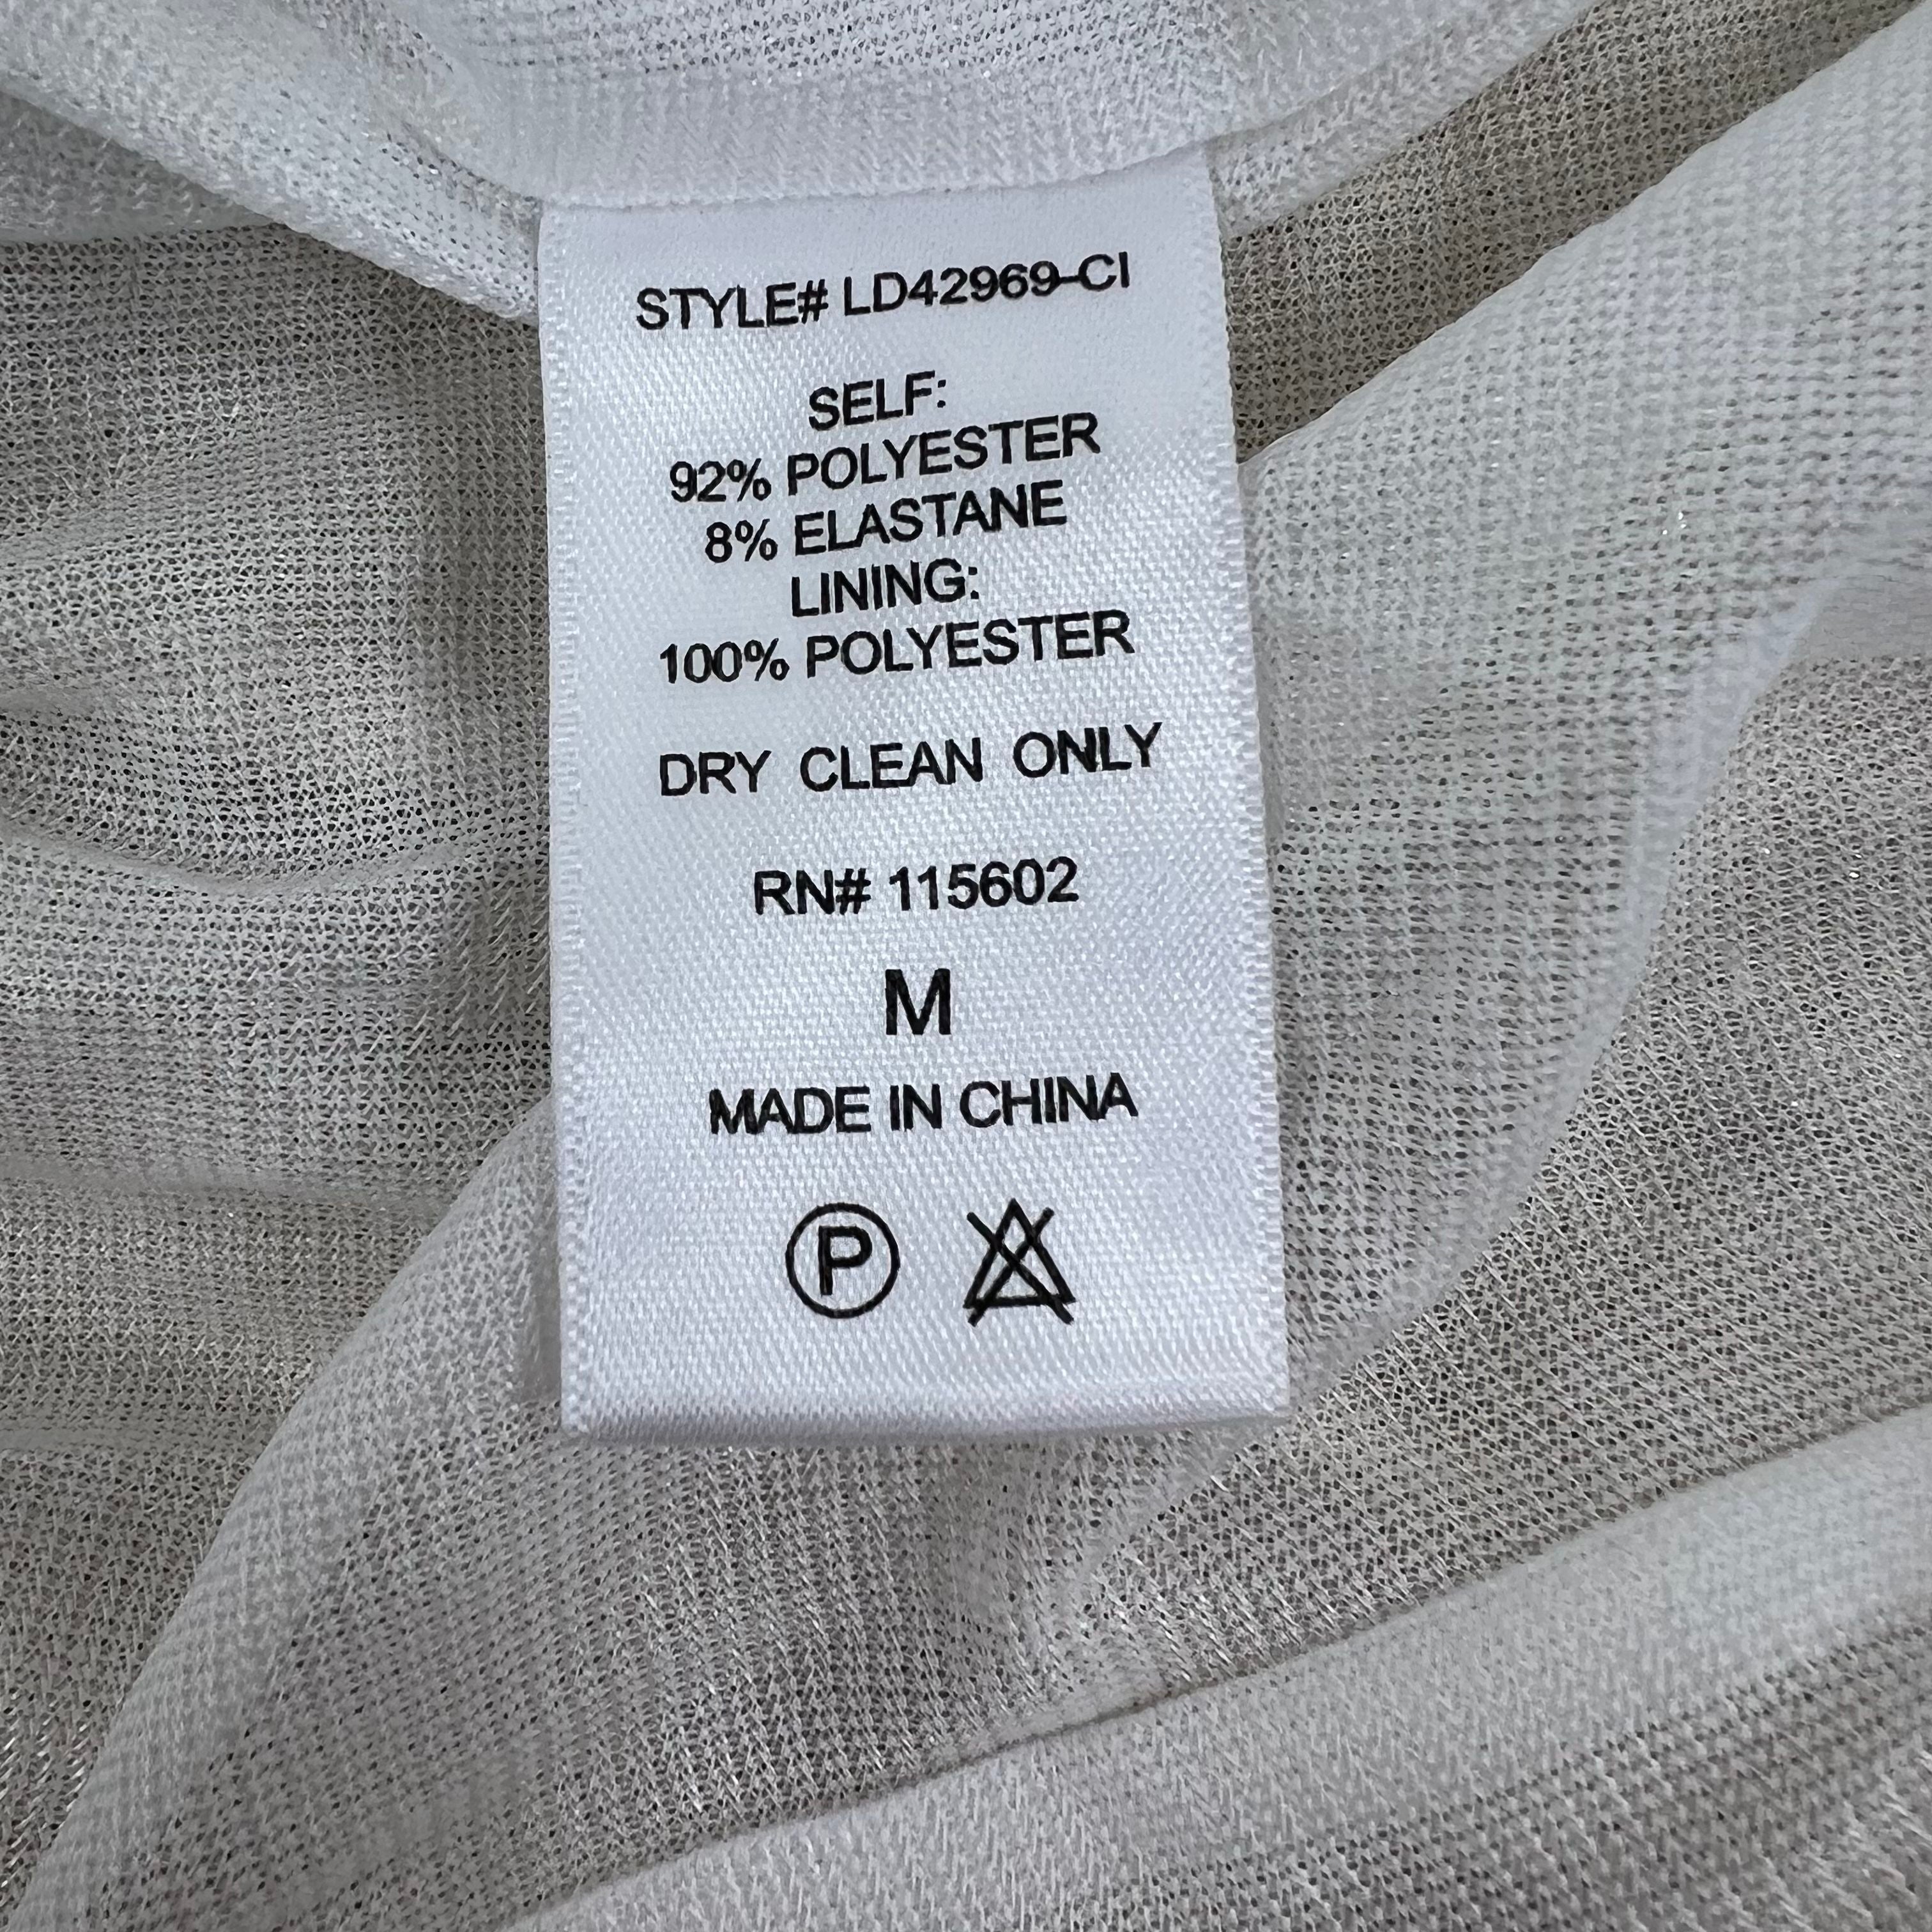 STYLE# LD42969-CI
SELF:
92% POLYESTER
8% ELASTANE
LINING:
100% POLYESTER
DRY CLEAN ONLY
RN# 115602
M
MADE IN CHINA
P